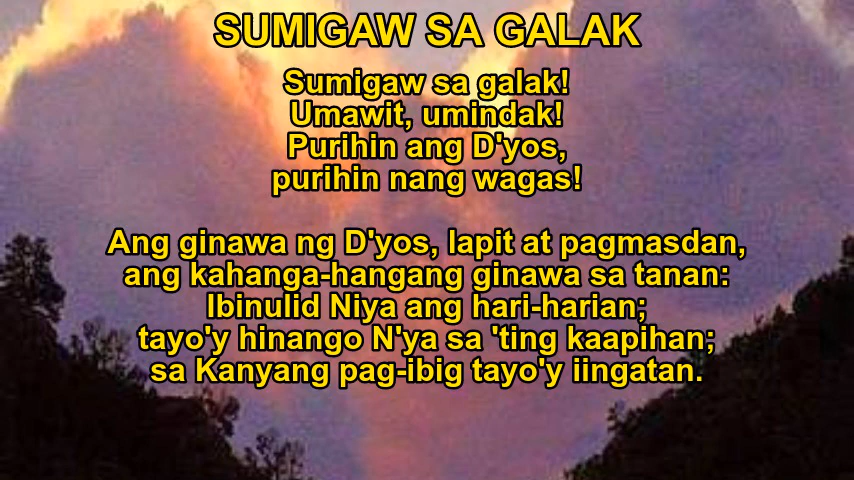 SUMIGAW SA GALAK
Sumigaw sa galak!
Umawit, umindak!
Purihin ang D'yos,
purihin nang wagas!
Ang ginawa ng D'yos, lapit at pagmasdan,
ang kahanga-hangang ginawa sa tanan:
Ibinulid Niya ang hari-harian;
tayo'y hinango N'ya sa 'ting kaapihan;
sa Kanyang pag-ibig tayo'y iingatan.